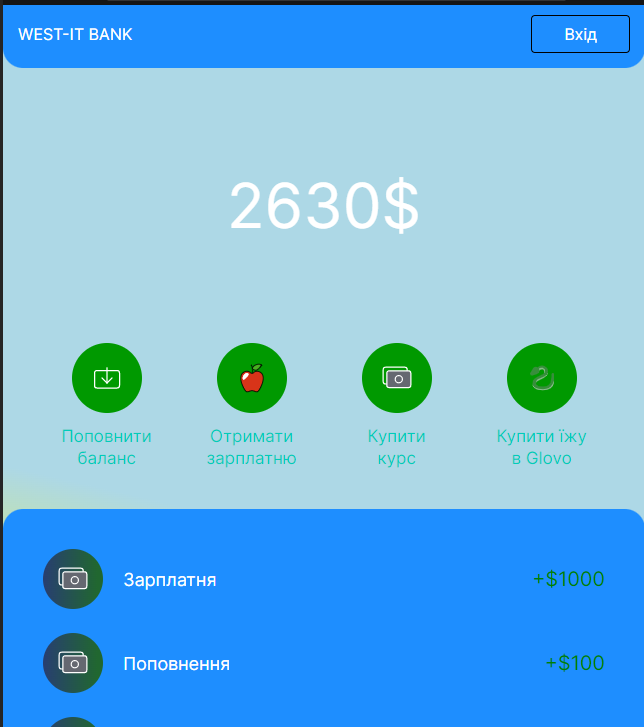 WEST-IT BANK
Вхід
2630$
Поповнити
баланс
Отримати
зарплатню
Купити
курс
Купити їжу
в Glovo
Зарплатня
+$1000
Поповнення
+$100